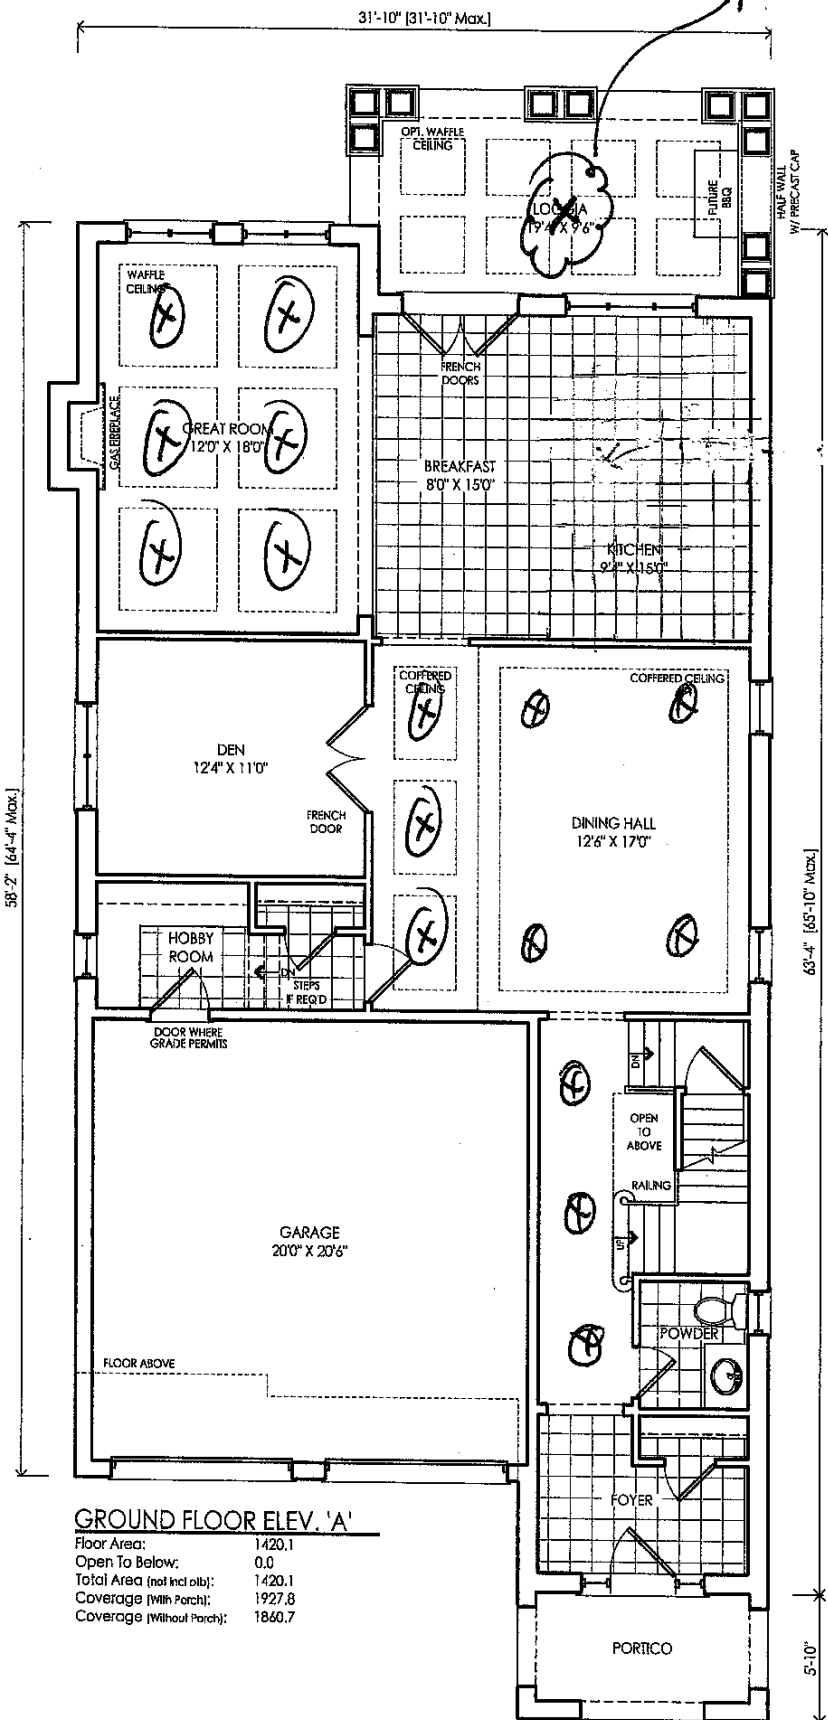 31'-10" [31'-10" Max.]
OPT. WAFFLE
CEILING
LOGGIA
19'4" X 9'6"
FUTURE
BBQ
HALF WALL
W/ PRECAST CAP
WAFFLE
CEILING
FRENCH
DOORS
GAS FIREPLACE
GREAT ROOM
12'0" X 18'0"
BREAKFAST
8'0" X 15'0"
KITCHEN
9'4" X 15'0"
COFFERED
CEILING
COFFERED CEILING
DEN
12'4" X 11'0"
FRENCH
DOOR
DINING HALL
12'6" X 17'0"
58'-2" [64'-4" Max.]
63'-4" [65'-10" Max.]
HOBBY
ROOM
DN
STEPS
IF REQ'D
DOOR WHERE
GRADE PERMITS
DN
OPEN
TO
ABOVE
RAILING
UP
GARAGE
20'0" X 20'6"
POWDER
FLOOR ABOVE
FOYER
GROUND FLOOR ELEV. 'A'
Floor Area: 1420.1
Open To Below: 0.0
Total Area (not incl otb): 1420.1
Coverage (With Porch): 1927.8
Coverage (Without Porch): 1860.7
PORTICO
5'-10"